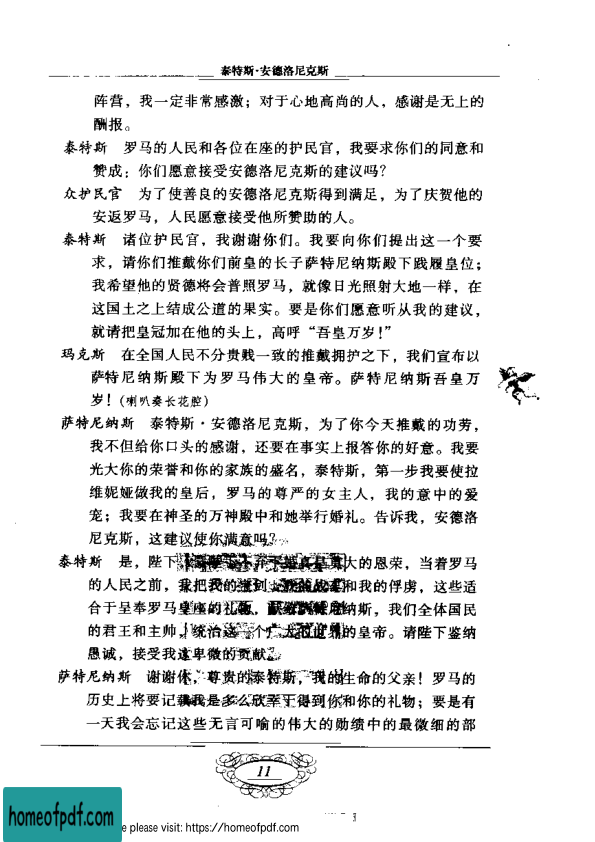 泰特斯·安德洛尼克斯
阵营，我一定非常感激；对于心地高尚的人，感谢是无上的
酬报。
泰特斯 罗马的人民和各位在座的护民官，我要求你们的同意和
赞成；你们愿意接受安德洛尼克斯的建议吗？
众护民官 为了使善良的安德洛尼克斯得到满足，为了庆贺他的
安返罗马，人民愿意接受他所赞助的人。
泰特斯 诸位护民官，我谢谢你们。我要向你们提出这一个要
求，请你们推戴你们前皇的长子萨特尼纳斯殿下践履皇位；
我希望他的贤德将会普照罗马，就像日光照射大地一样，在
这国土之上结成公道的果实。要是你们愿意听从我的建议，
就请把皇冠加在他的头上，高呼“吾皇万岁！”
玛克斯 在全国人民不分贵贱一致的推戴拥护之下，我们宣布以
萨特尼纳斯殿下为罗马伟大的皇帝。萨特尼纳斯吾皇万
岁！（喇叭奏长花腔）
萨特尼纳斯 泰特斯·安德洛尼克斯，为了你今天推戴的功劳，
我不但给你口头的感谢，还要在事实上报答你的好意。我要
光大你的荣誉和你的家族的盛名，泰特斯，第一步我要使拉
维妮娅做我的皇后，罗马的尊严的女主人，我的意中的爱
宠；我要在神圣的万神殿中和她举行婚礼。告诉我，安德洛
尼克斯，这建议使你满意吗？
泰特斯 是，陛下 大的恩荣，当着罗马
的人民之前，我把我的 和我的俘虏，这些适
合于呈奉罗马皇座的礼物， 纳斯，我们全体国民
的君王和主帅，统治这个广大的世界的皇帝。请陛下鉴纳
愚诚，接受我这卑微的贡献。
萨特尼纳斯 谢谢你，尊贵的泰特斯，我的生命的父亲！罗马的
历史上将要记载我是多么欣幸于得到你和你的礼物；要是有
一天我会忘记这些无言可喻的伟大的勋绩中的最微细的部
11
homeofpdf.com
e please visit: https://homeofpdf.com